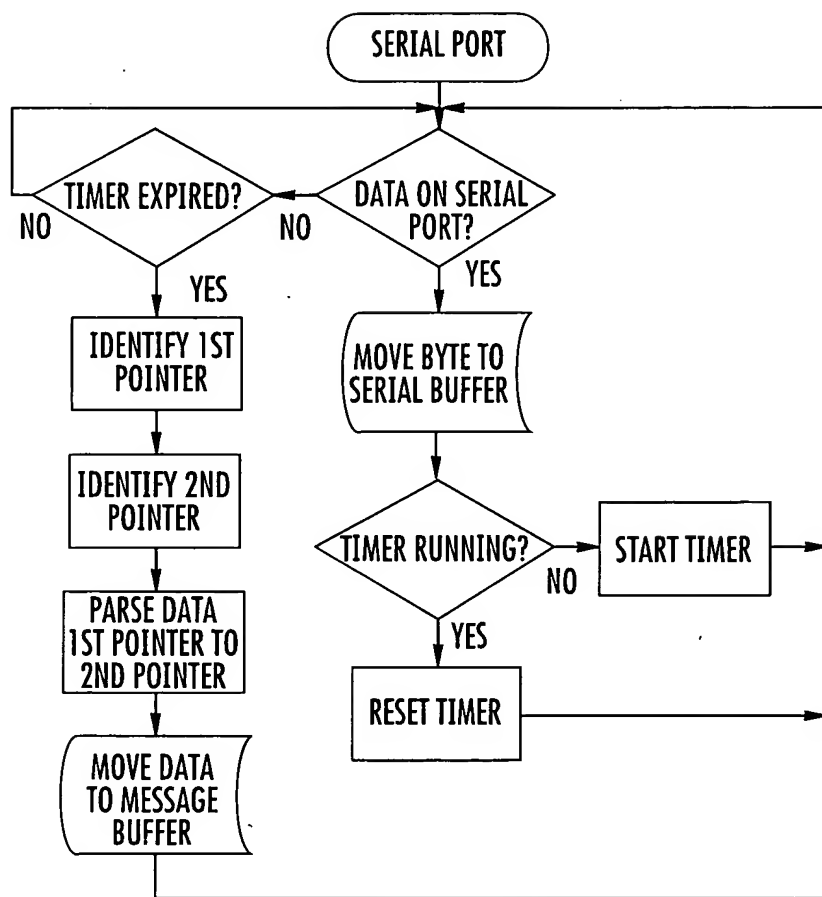 SERIAL PORT
TIMER EXPIRED?
NO
DATA ON SERIAL
PORT?
NO
YES
YES
IDENTIFY 1ST
POINTER
MOVE BYTE TO
SERIAL BUFFER
IDENTIFY 2ND
POINTER
TIMER RUNNING?
NO
START TIMER
YES
PARSE DATA
1ST POINTER TO
2ND POINTER
RESET TIMER
MOVE DATA
TO MESSAGE
BUFFER